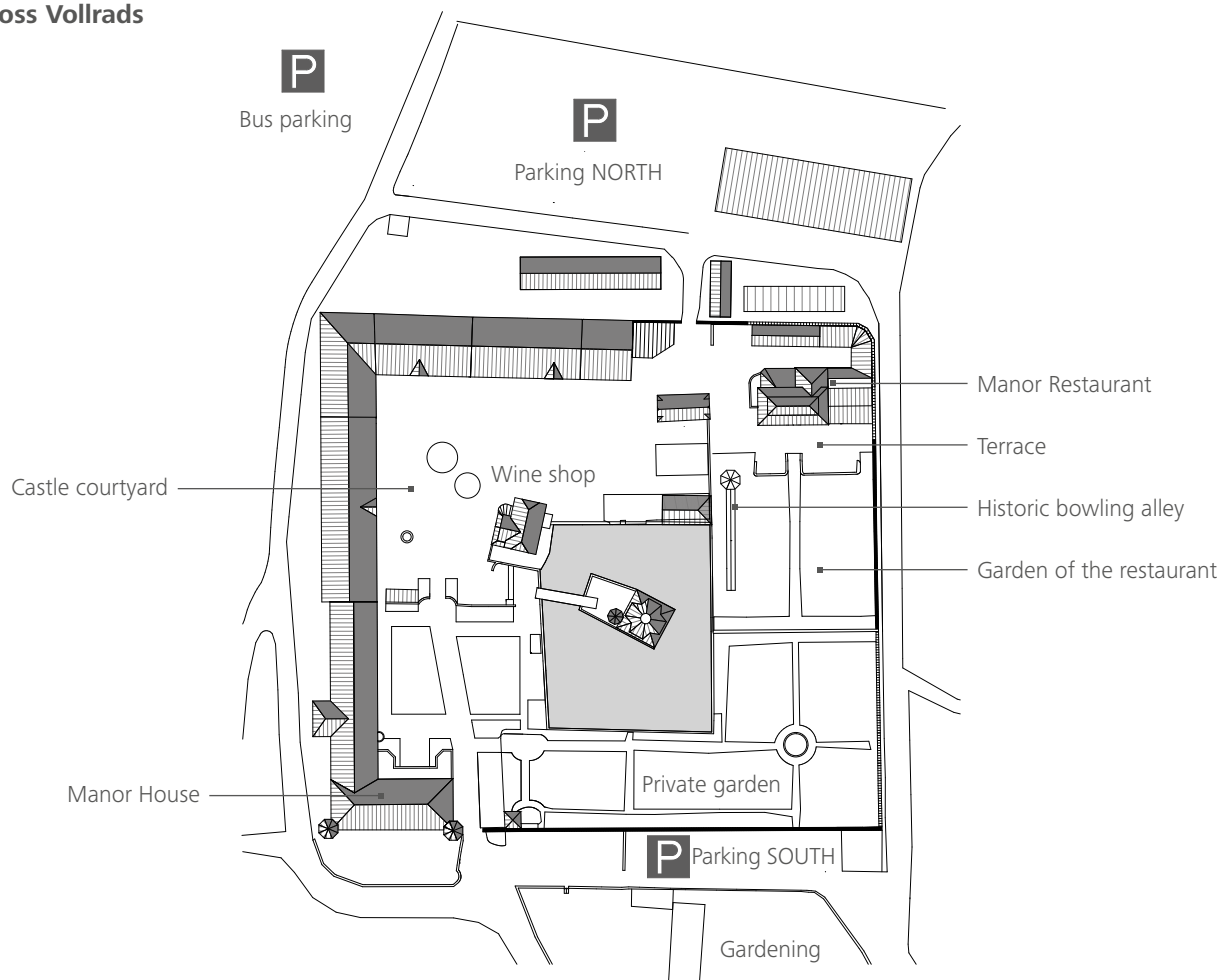 oss Vollrads
P
Bus parking
P
Parking NORTH
Manor Restaurant
Terrace
Wine shop
Castle courtyard
Historic bowling alley
Garden of the restaurant
Private garden
Manor House
P Parking SOUTH
Gardening